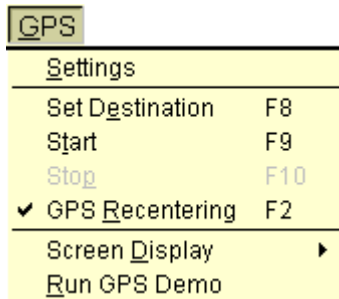 GPS
Settings
Set Destination F8
Start F9
Stop F10
GPS Recentering F2
Screen Display
Run GPS Demo